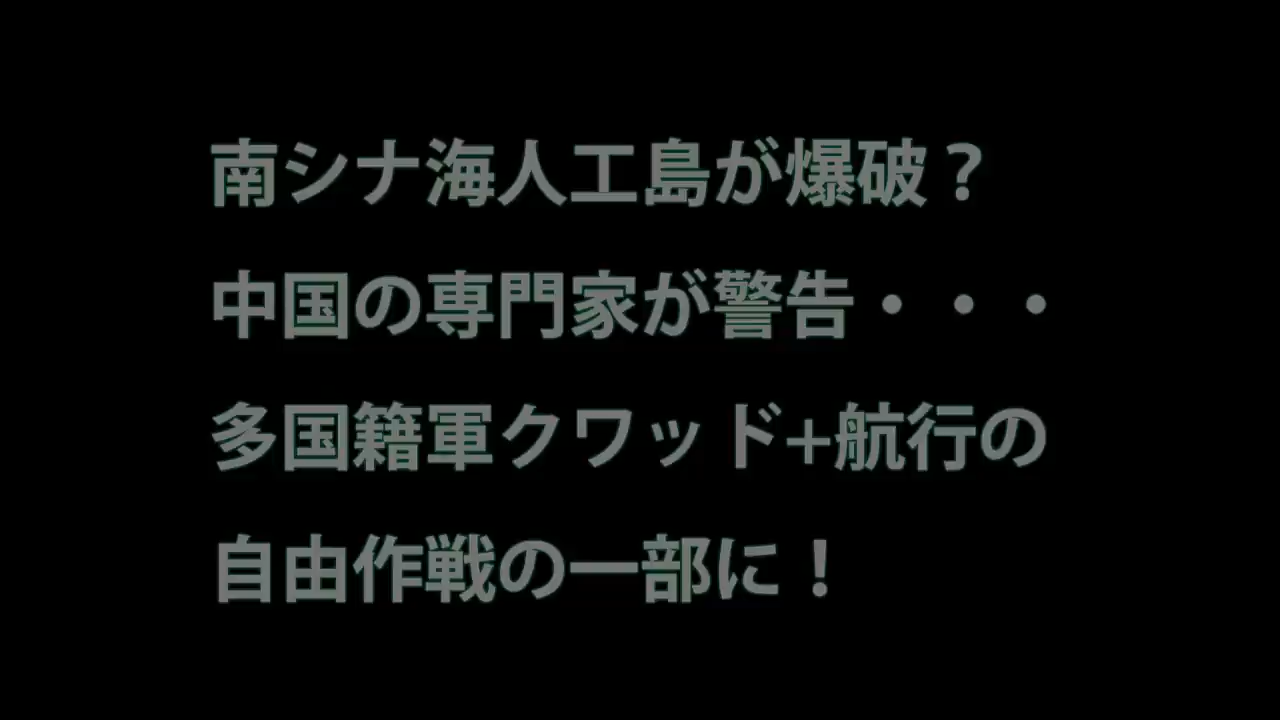 南シナ海人工島が爆破？
中国の専門家が警告・・・
多国籍軍クワッド+航行の
自由作戦の一部に！